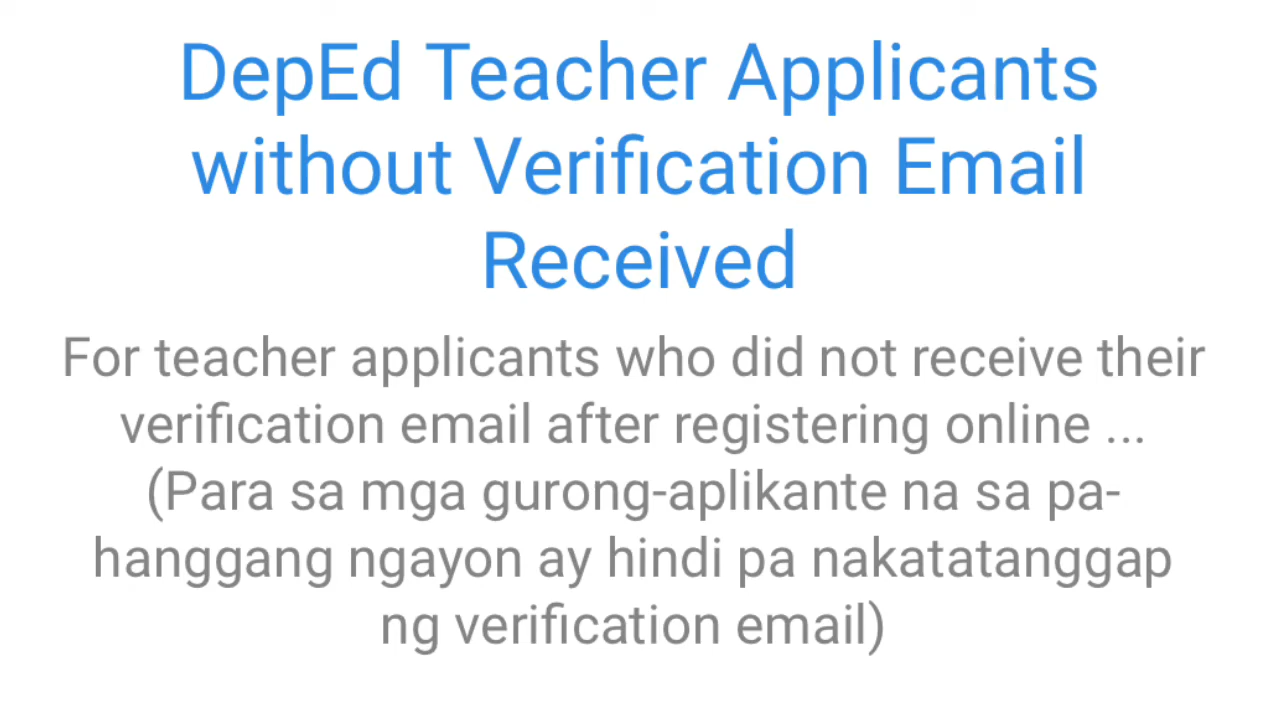 DepEd Teacher Applicants
without Verification Email
Received
For teacher applicants who did not receive their
verification email after registering online ...
(Para sa mga gurong-aplikante na sa pa-
hanggang ngayon ay hindi pa nakatatanggap
ng verification email)